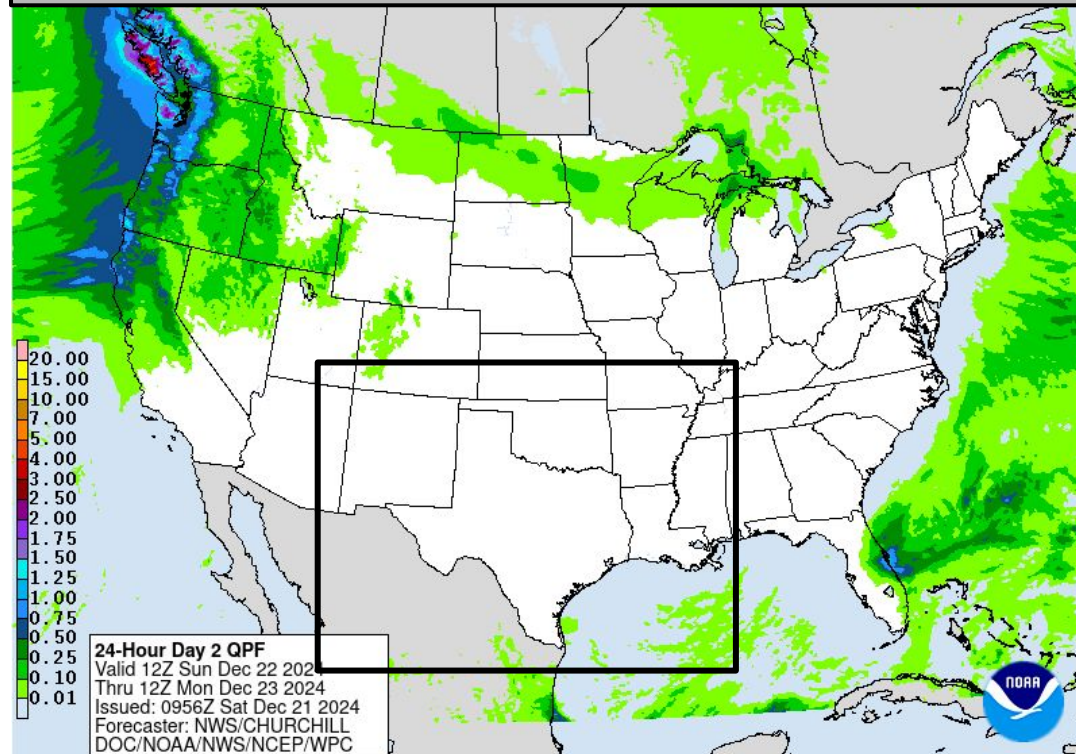 20.00
15.00
10.00
7.00
5.00
4.00
3.00
2.50
2.00
1.75
1.50
1.25
1.00
0.75
0.50
0.25
0.10
0.01
24-Hour Day 2 QPF
Valid 12Z Sun Dec 22 2024
Thru 12Z Mon Dec 23 2024
Issued: 0956Z Sat Dec 21 2024
Forecaster: NWS/CHURCHILL
DOC/NOAA/NWS/NCEP/WPC
NOAA